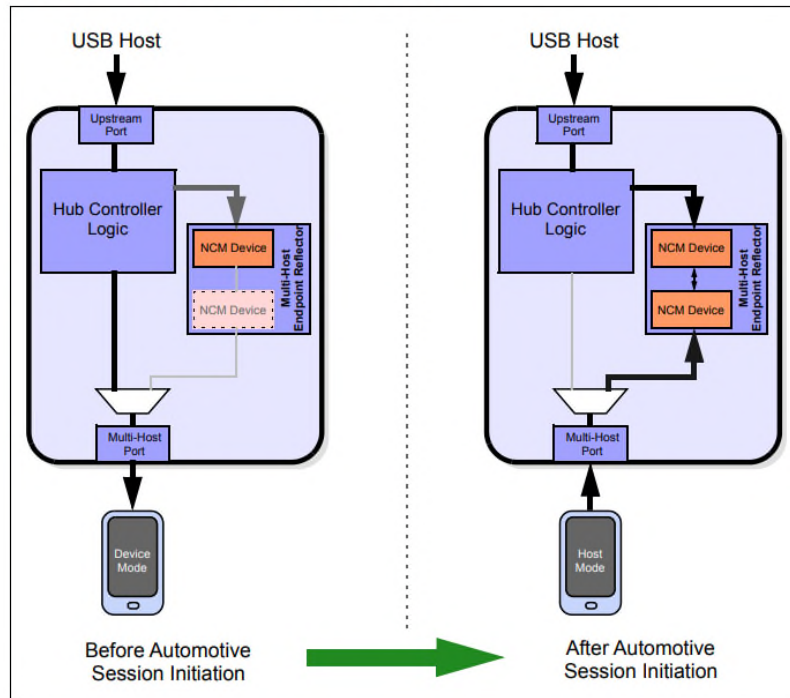 USB Host
Upstream
Port
Hub Controller
Logic
NCM Device
NCM Device
Multi-Host
Endpoint Reflector
Multi-Host
Port
Device
Mode
Before Automotive
Session Initiation
USB Host
Upstream
Port
Hub Controller
Logic
NCM Device
NCM Device
Multi-Host
Endpoint Reflector
Multi-Host
Port
Host
Mode
After Automotive
Session Initiation